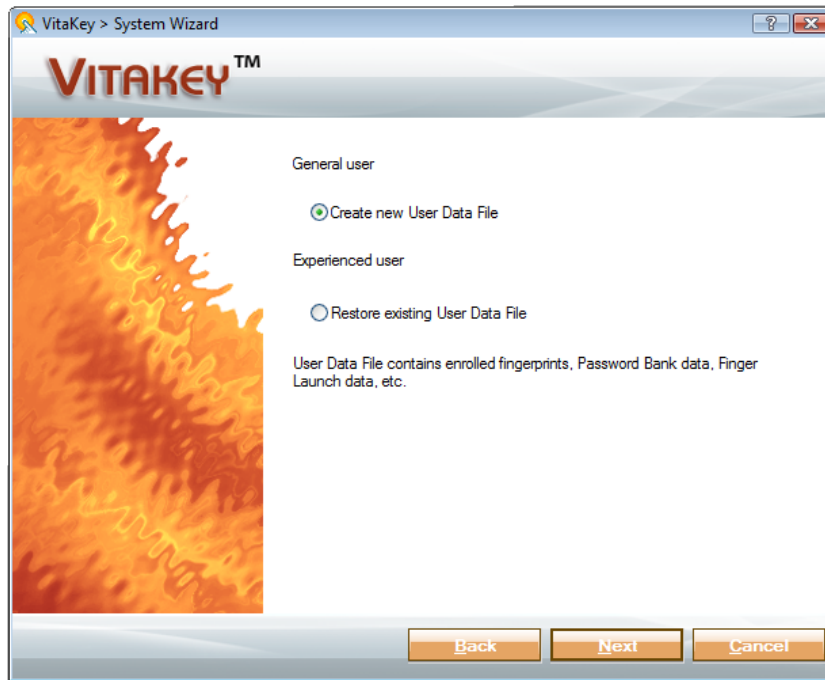 VitaKey > System Wizard
VITAKEY™
General user
Create new User Data File
Experienced user
Restore existing User Data File
User Data File contains enrolled fingerprints, Password Bank data, Finger
Launch data, etc.
Back
Next
Cancel